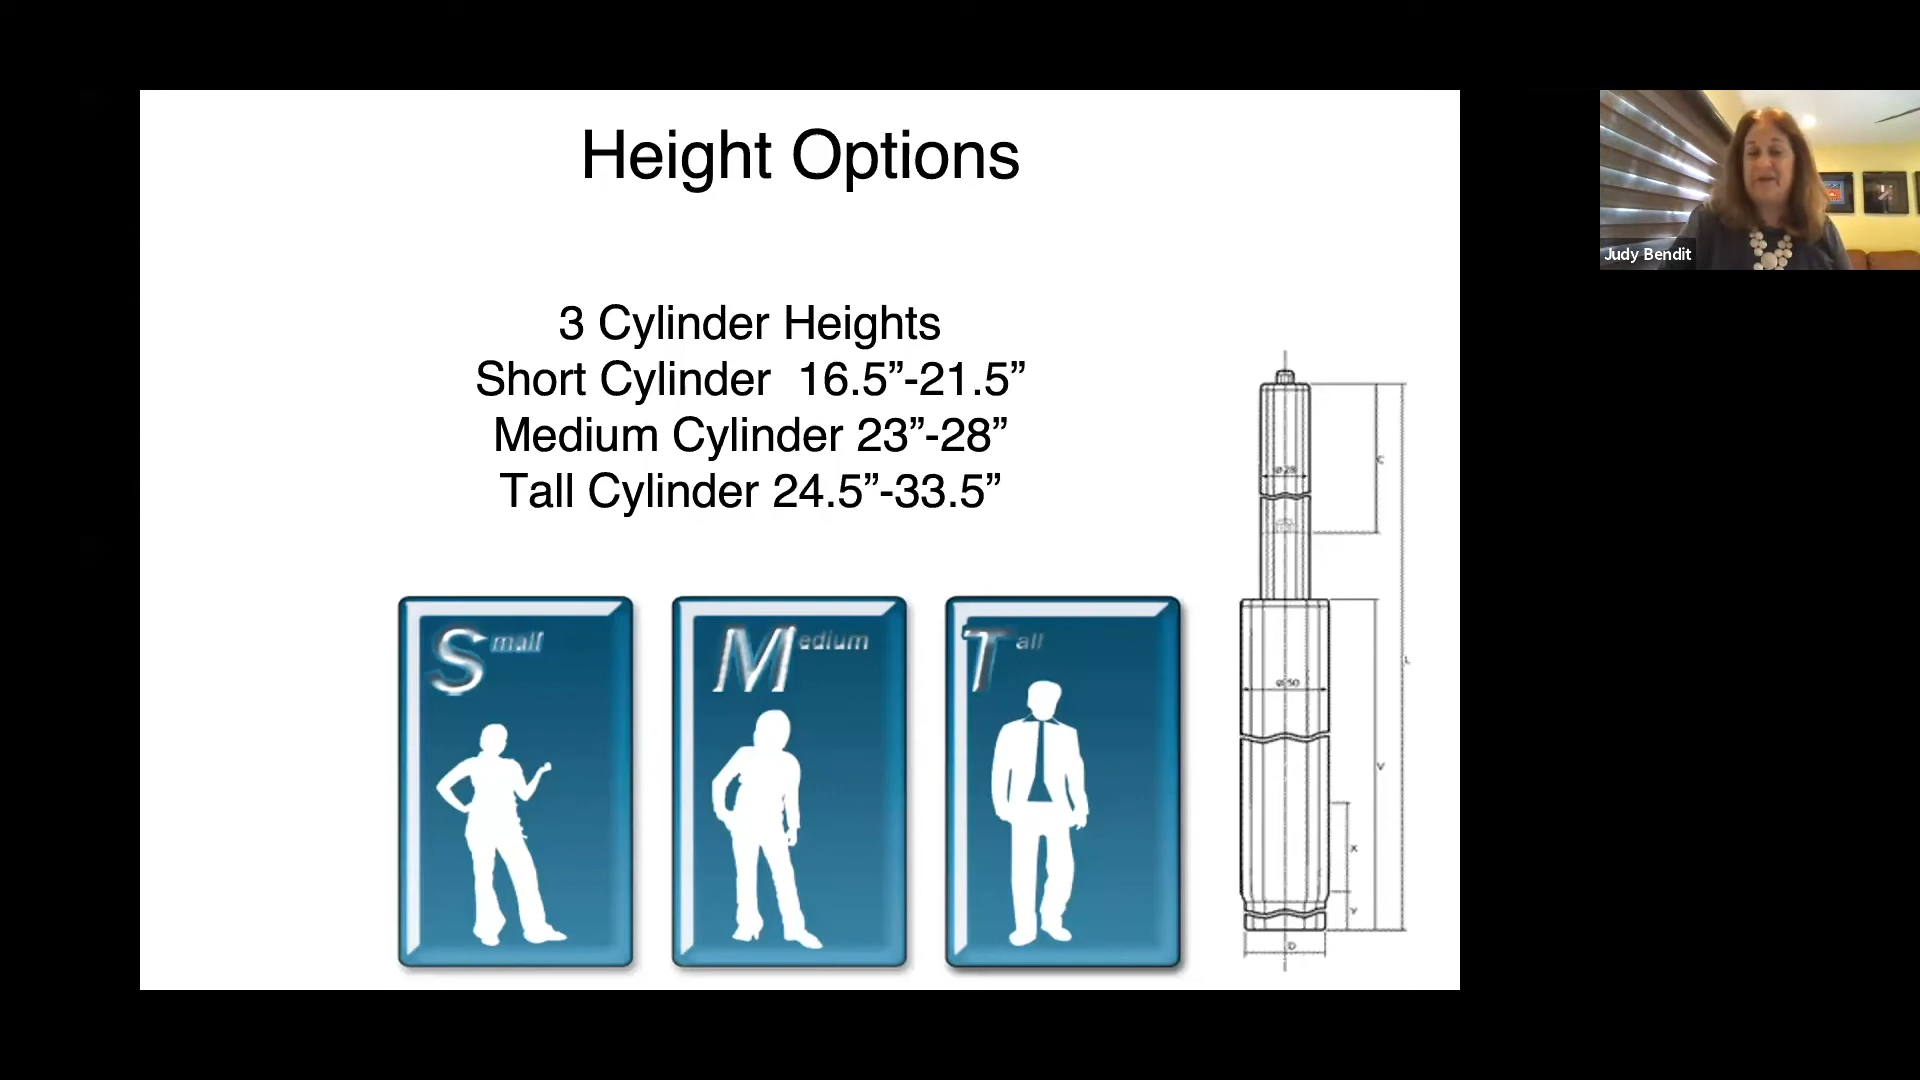 Height Options
3 Cylinder Heights
Short Cylinder 16.5”-21.5”
Medium Cylinder 23”-28”
Tall Cylinder 24.5”-33.5”
Small
Medium
Tall
C
L
V
X
Y
D
Judy Bendit